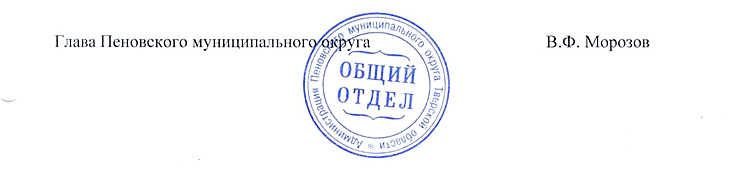 Глава Пеновского муниципального округа В.Ф. Морозов
Администрация Пеновского муниципального округа Тверской области *
ОБЩИЙ
ОТДЕЛ